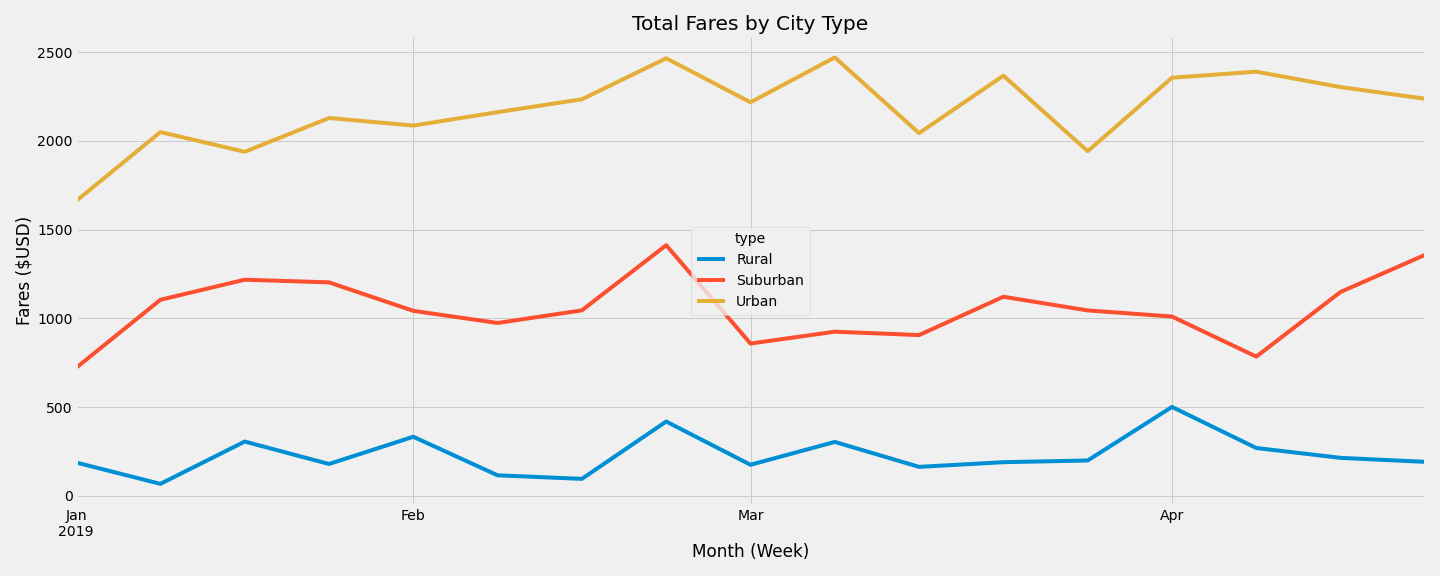 Total Fares by City Type
Fares ($USD)
2500
2000
1500
1000
500
0
type
Rural
Suburban
Urban
Jan
2019
Feb
Mar
Apr
Month (Week)